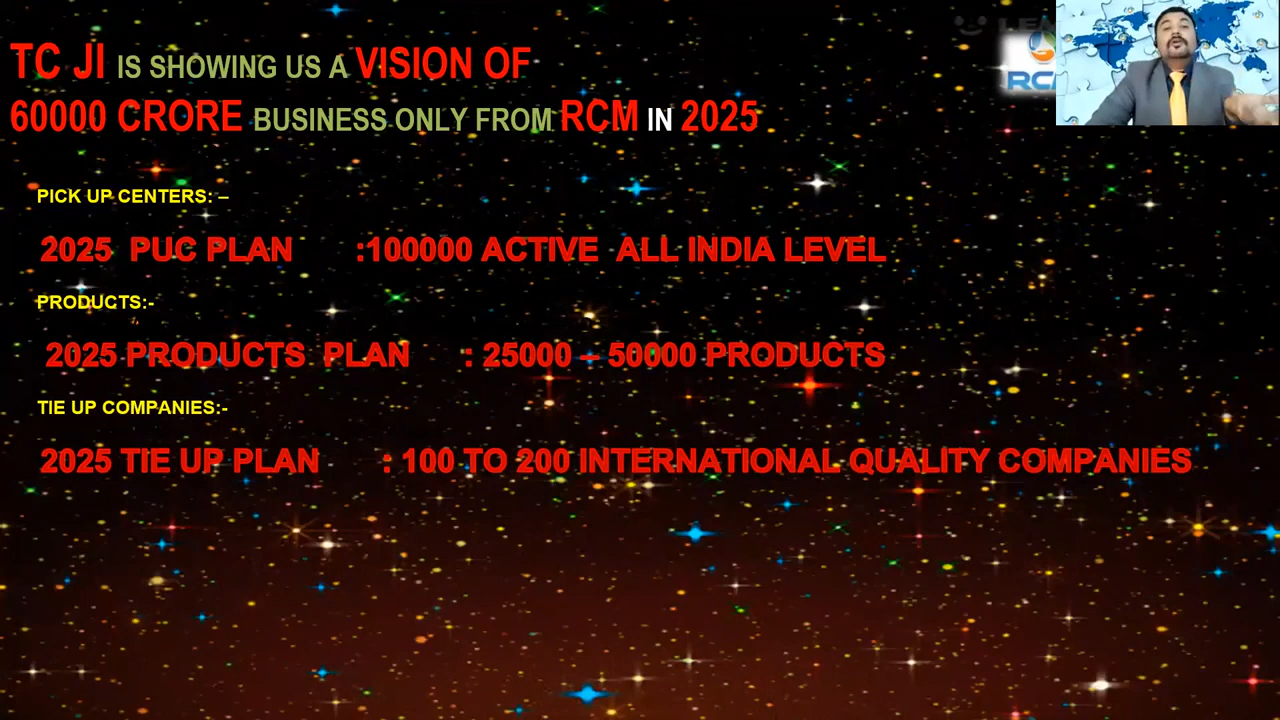 TC JI IS SHOWING US A VISION OF
60000 CRORE BUSINESS ONLY FROM RCM IN 2025
PICK UP CENTERS: –
2025 PUC PLAN :100000 ACTIVE ALL INDIA LEVEL
PRODUCTS:-
2025 PRODUCTS PLAN : 25000 – 50000 PRODUCTS
TIE UP COMPANIES:-
2025 TIE UP PLAN : 100 TO 200 INTERNATIONAL QUALITY COMPANIES